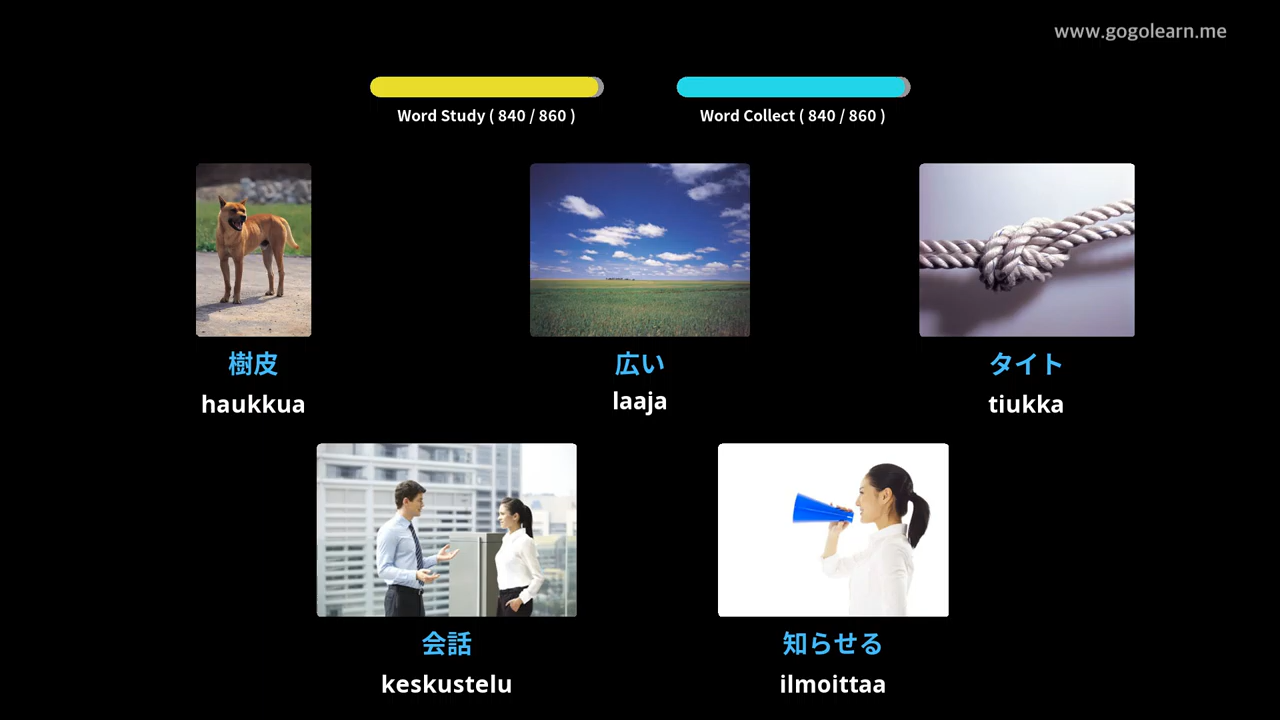 www.gogolearn.me
Word Study ( 840 / 860 )
Word Collect ( 840 / 860 )
樹皮
haukkua
広い
laaja
タイト
tiukka
会話
keskustelu
知らせる
ilmoittaa